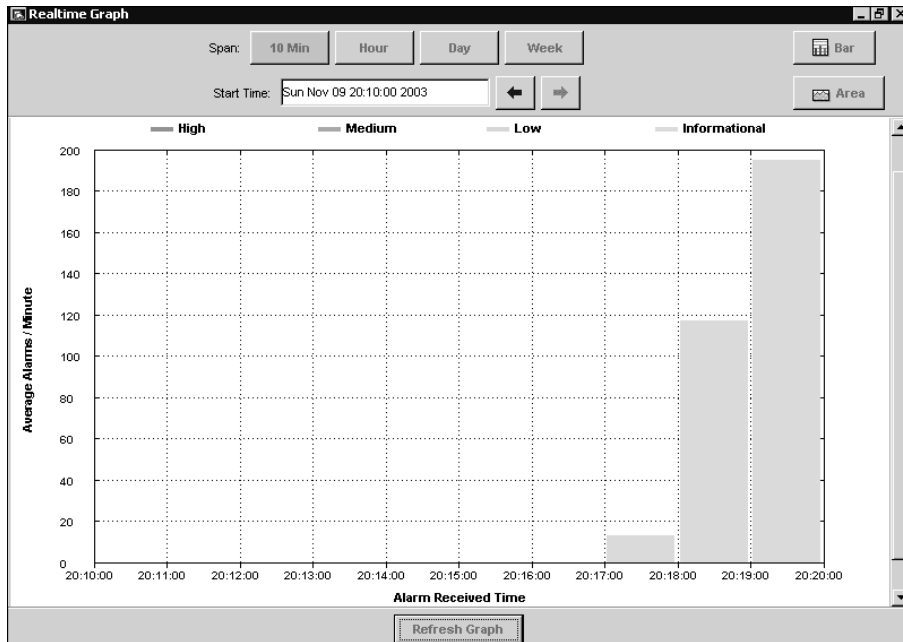 Realtime Graph
Span: 10 Min Hour Day Week Bar
Start Time: Sun Nov 09 20:10:00 2003 Area
High Medium Low Informational
200
180
160
140
120
100
80
60
40
20
0
Average Alarms / Minute
20:10:00 20:11:00 20:12:00 20:13:00 20:14:00 20:15:00 20:16:00 20:17:00 20:18:00 20:19:00 20:20:00
Alarm Received Time
Refresh Graph